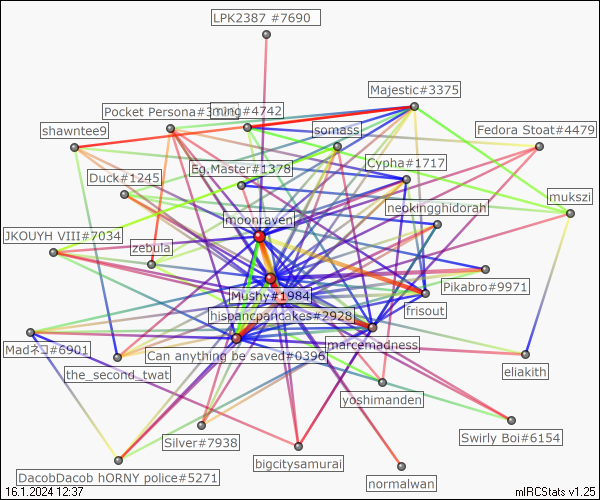 LPK2387 #7690
Majestic#3375
Pocket Persona#3
ming#4742
shawntee9
somass
Fedora Stoat#4479
Cypha#1717
Eg.Master#1378
Duck#1245
mukszi
neokingghidorah
moonraven
JKOUYH VIII#7034
zebula
Pikabro#9971
Mushy#1984
frisout
hispancpancakes#2928
marcemadness
Madネコ#6901
Can anything be saved#0396
the_second_twat
eliakith
yoshimanden
Swirly Boi#6154
Silver#7938
bigcitysamurai
DacobDacob hORNY police#5271
normalwan
16.1.2024 12:37
mIRCStats v1.25